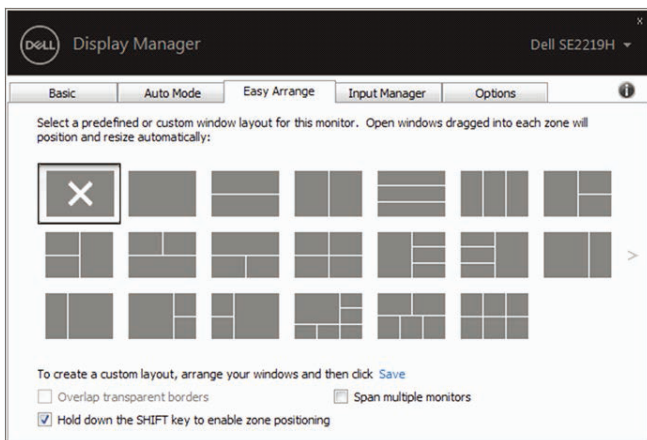 x
DELL Display Manager Dell SE2219H
Basic Auto Mode Easy Arrange Input Manager Options i
Select a predefined or custom window layout for this monitor. Open windows dragged into each zone will
position and resize automatically:
>
To create a custom layout, arrange your windows and then click Save
Overlap transparent borders Span multiple monitors
Hold down the SHIFT key to enable zone positioning